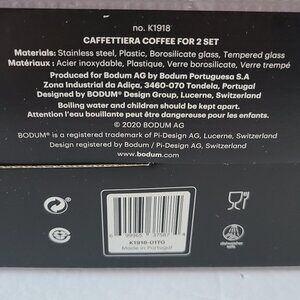 no. K1918
CAFFETTIERA COFFEE FOR 2 SET
Materials: Stainless steel, Plastic, Borosilicate glass, Tempered glass
Matériaux : Acier inoxydable, Plastique, Verre borosilicate, Verre trempé
Produced for Bodum AG by Bodum Portuguesa S.A
Zona Industrial da Adiça, 3460-070 Tondela, Portugal
Designed by BODUM® Design Group, Lucerne, Switzerland
Boiling water and children should be kept apart.
Attention l'eau bouillante peut être dangereuse pour les enfants.
© 2020 BODUM AG
BODUM® is a registered trademark of Pi-Design AG, Lucerne, Switzerland
Design registered by Bodum / Pi-Design AG, Switzerland
www.bodum.com
K1918-01TG
Made in Portugal
dishwasher
safe